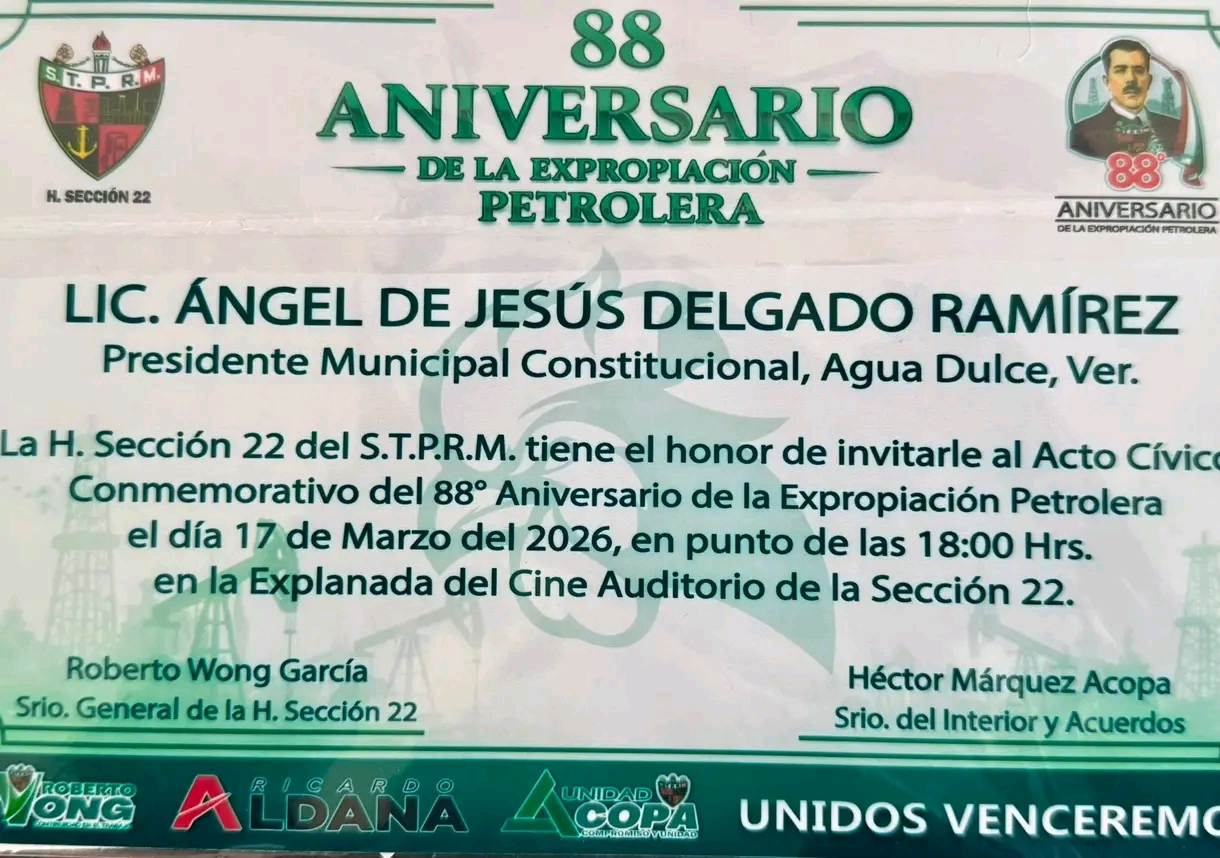 88
ANIVERSARIO
DE LA EXPROPIACIÓN
PETROLERA
S.T.P.R.M.
H. SECCIÓN 22
88°
ANIVERSARIO
DE LA EXPROPIACIÓN PETROLERA
LIC. ÁNGEL DE JESÚS DELGADO RAMÍREZ
Presidente Municipal Constitucional, Agua Dulce, Ver.
La H. Sección 22 del S.T.P.R.M. tiene el honor de invitarle al Acto Cívico
Conmemorativo del 88° Aniversario de la Expropiación Petrolera
el día 17 de Marzo del 2026, en punto de las 18:00 Hrs.
en la Explanada del Cine Auditorio de la Sección 22.
Roberto Wong García
Srio. General de la H. Sección 22
Héctor Márquez Acopa
Srio. del Interior y Acuerdos
ROBERTO
WONG
RICARDO
ALDANA
UNIDAD
ACOPA
COMPROMISO Y UNIDAD
UNIDOS VENCEREMO